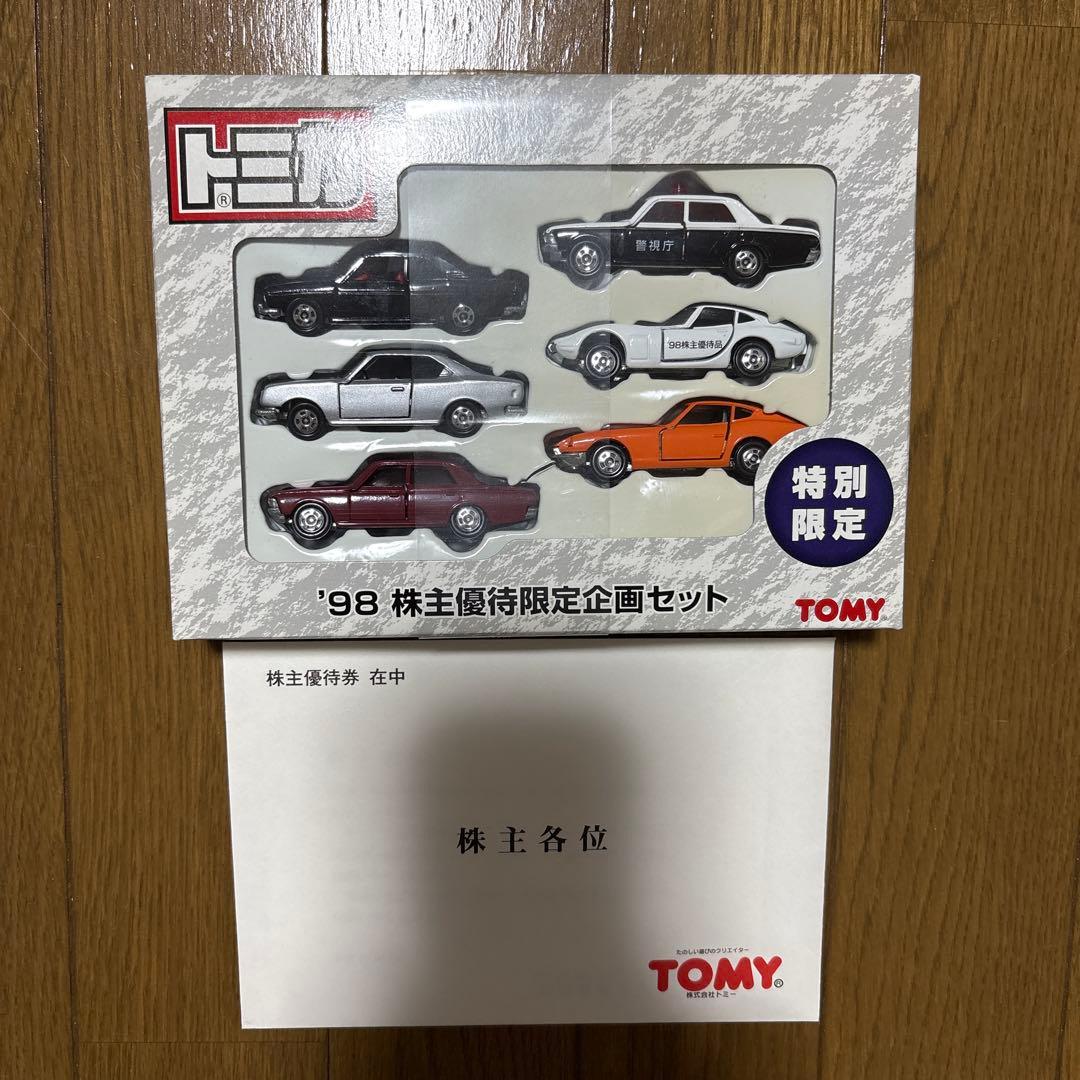 トミカ®
警視庁
'98株主優待品
特別
限定
'98 株主優待限定企画セット
TOMY
株主優待券 在中
株主各位
たのしい遊びのクリエイター
TOMY®
株式会社トミー